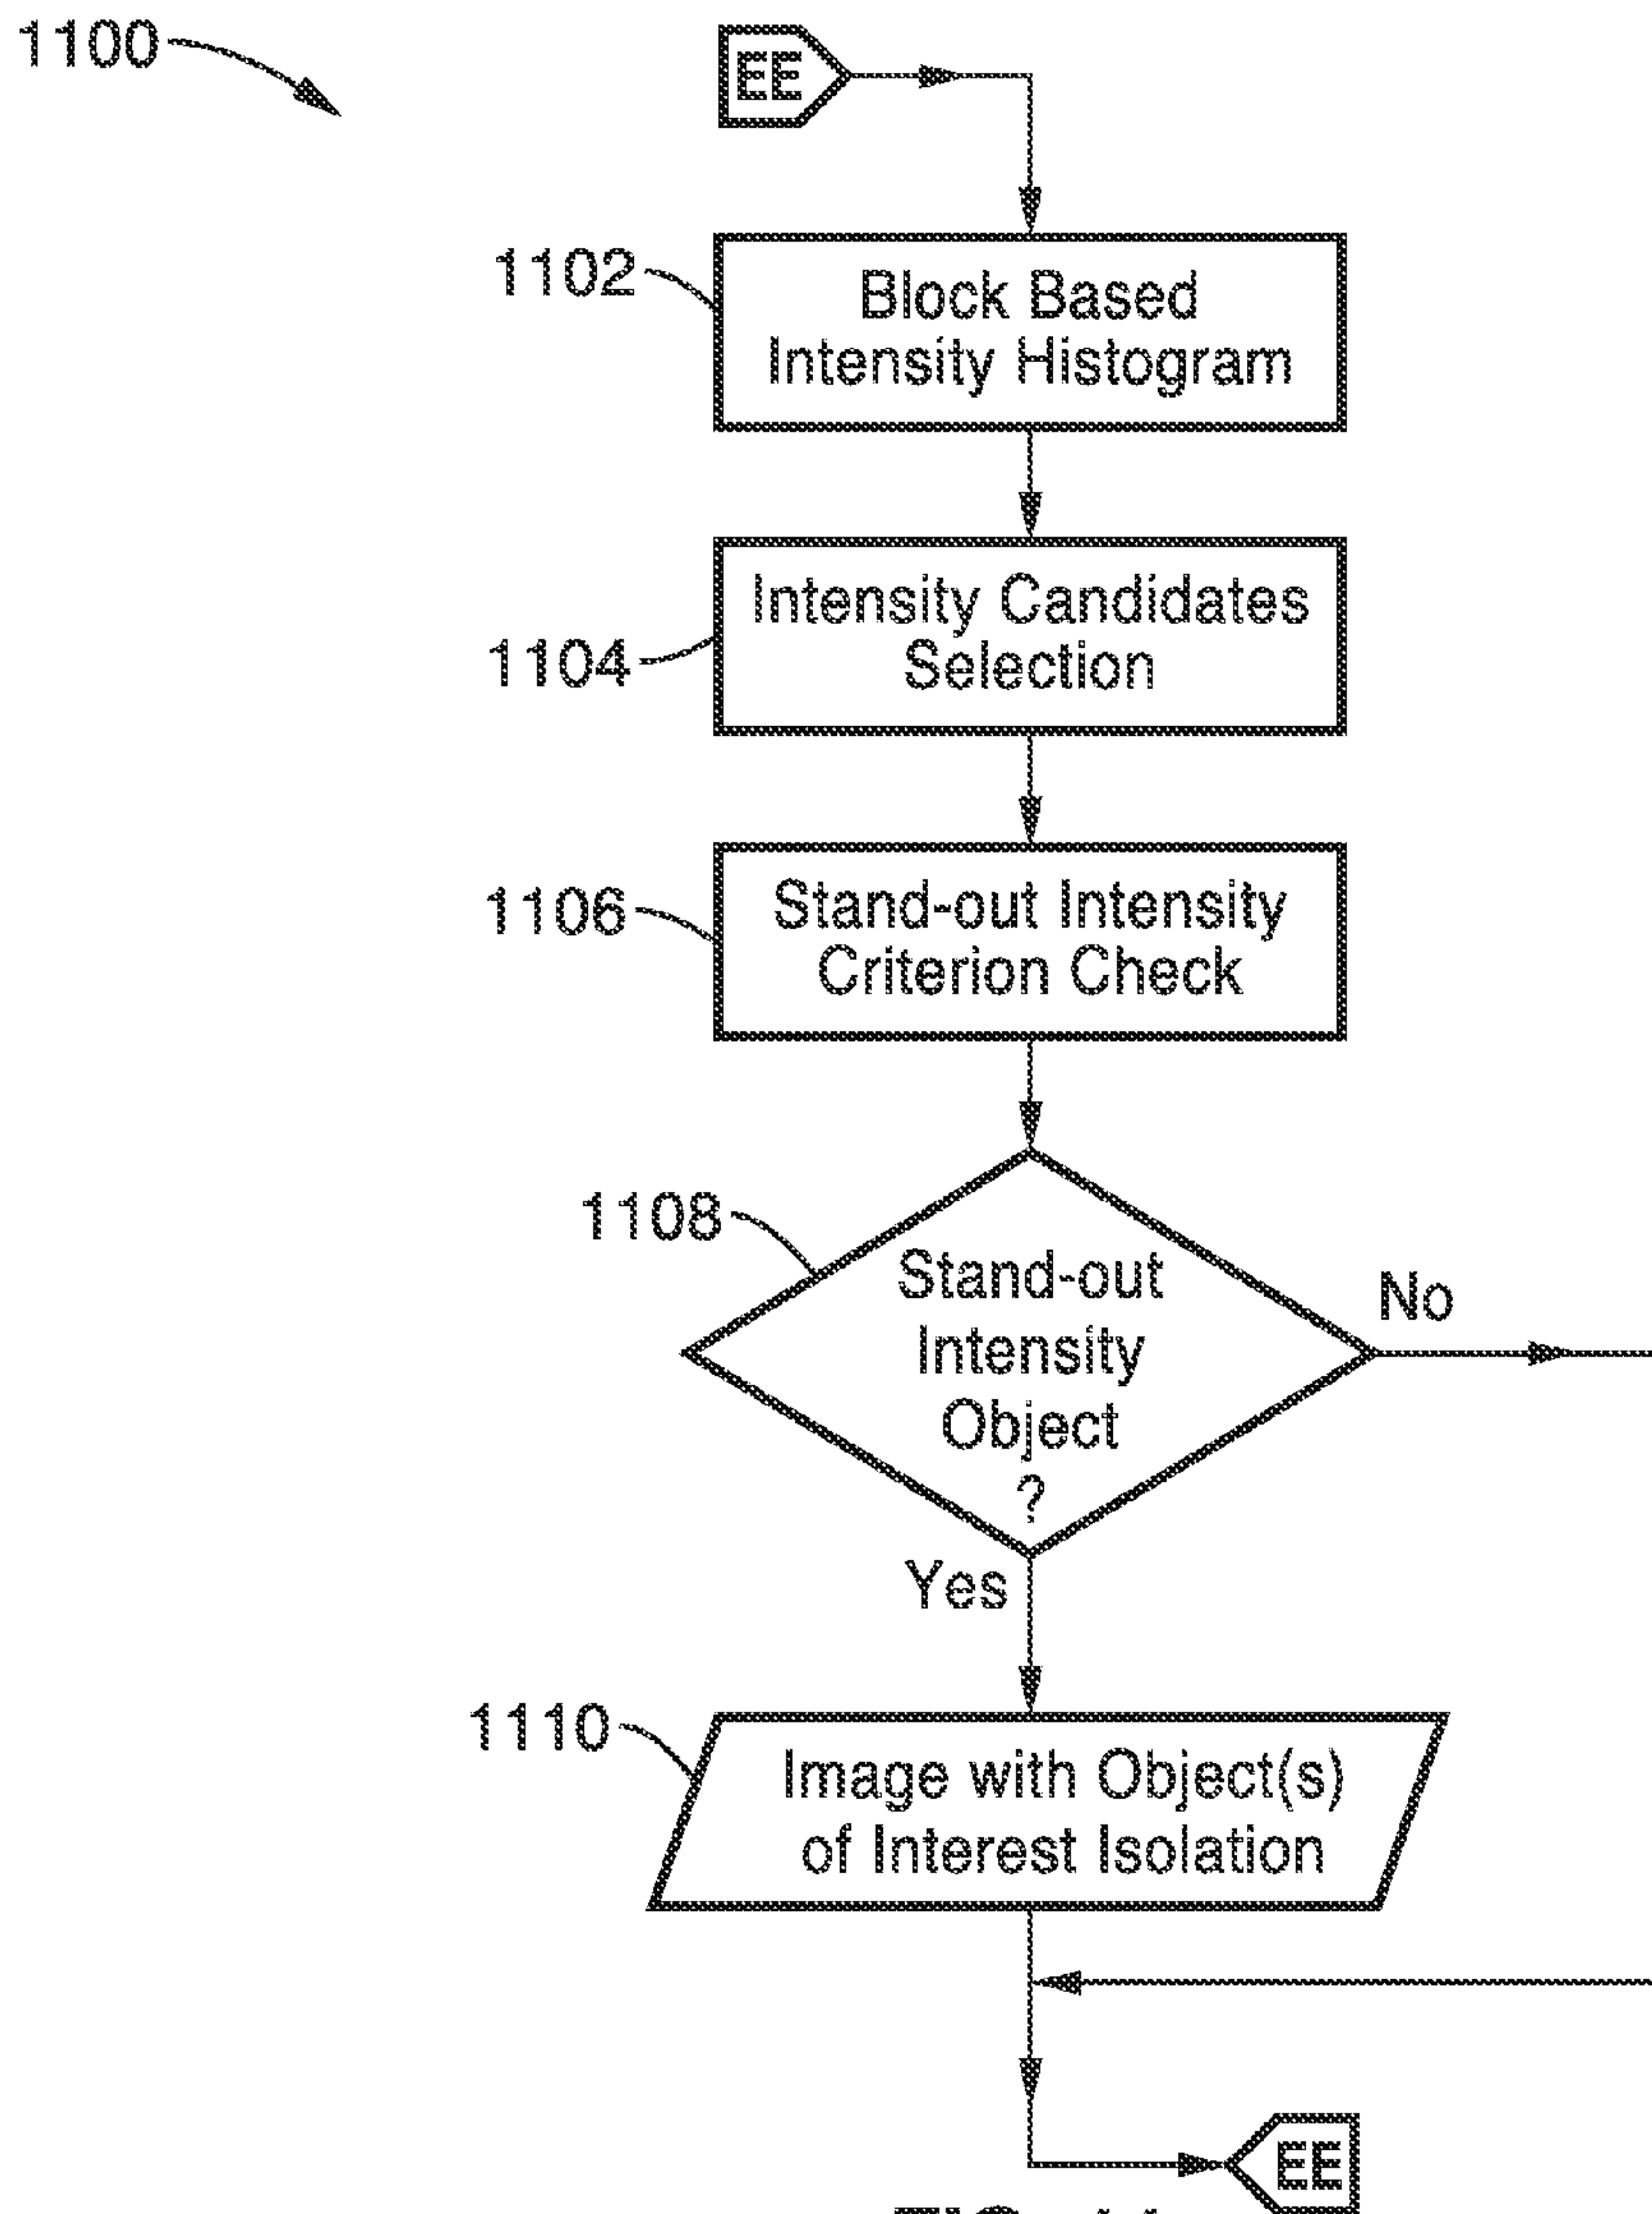 1100
EE
1102
Block Based
Intensity Histogram
1104
Intensity Candidates
Selection
1106
Stand-out Intensity
Criterion Check
1108
Stand-out
Intensity
Object
?
No
Yes
1110
Image with Object(s)
of Interest Isolation
EE